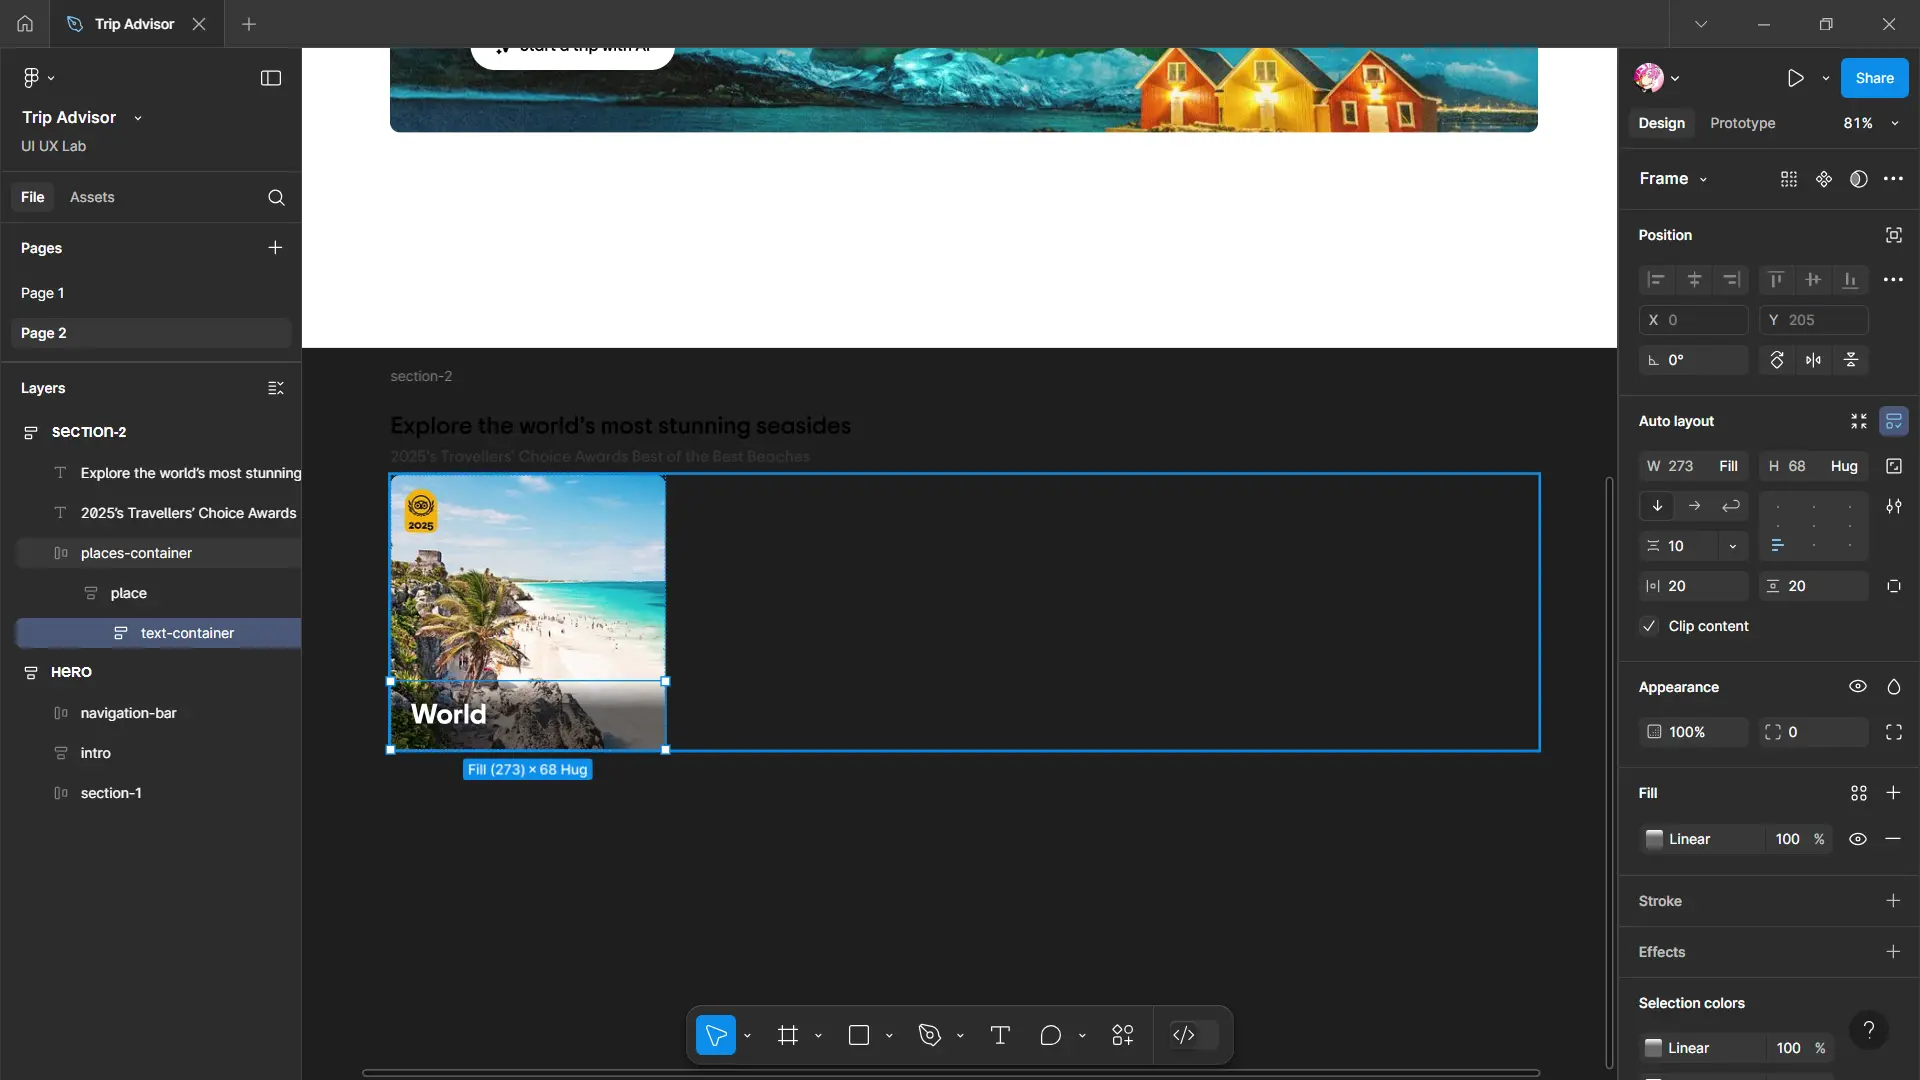 Trip Advisor
Trip Advisor
UI UX Lab
File
Assets
Pages
Page 1
Page 2
Layers
section-2
Explore the world's most stunning
2025's Travellers' Choice Awards
places-container
place
text-container
Hero
navigation-bar
intro
section-1
Start a trip with AI
section-2
Explore the world's most stunning seasides
2025's Travellers' Choice Awards Best of the Best Beaches
2025
World
Fill (273) × 68 Hug
Share
Design
Prototype
81%
Frame
Position
X 0
Y 205
0°
Auto layout
W 273 Fill
H 68 Hug
10
20
20
Clip content
Appearance
100%
0
Fill
Linear 100 %
Stroke
Effects
Selection colors
Linear 100 %
?